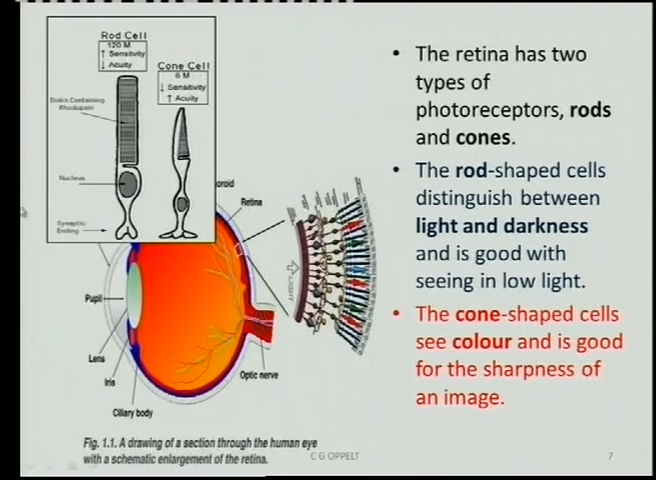 Rod Cell
120 M
↑ Sensitivity
↓ Acuity
Cone Cell
6 M
↓ Sensitivity
↑ Acuity
Disks Containing
Rhodopsin
Nucleus
Synaptic
Ending
oroid
Retina
Pupil
LIGHT
Lens
Iris
Optic nerve
Ciliary body
Fig. 1.1. A drawing of a section through the human eye
with a schematic enlargement of the retina.
• The retina has two
types of
photoreceptors, rods
and cones.
• The rod-shaped cells
distinguish between
light and darkness
and is good with
seeing in low light.
• The cone-shaped cells
see colour and is good
for the sharpness of
an image.
C G OPPELT
7